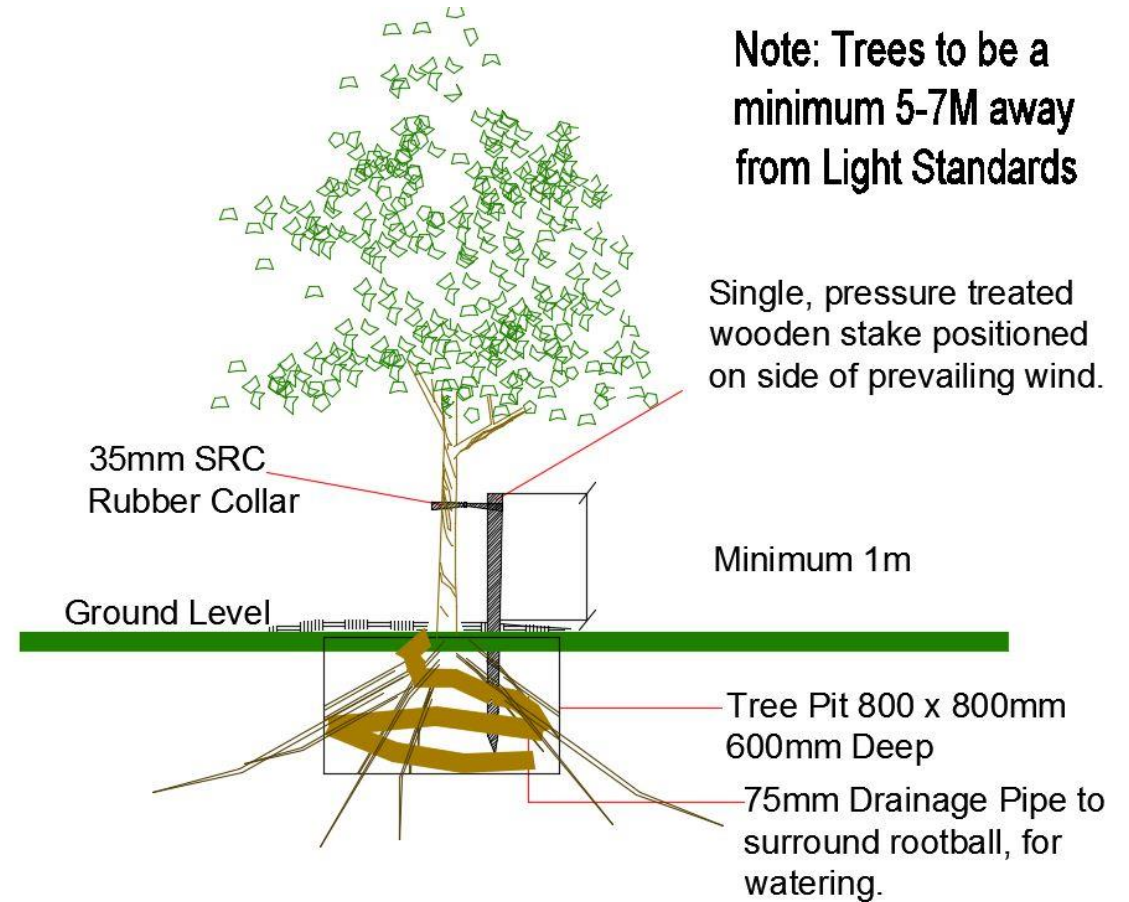 Note: Trees to be a
minimum 5-7M away
from Light Standards
Single, pressure treated
wooden stake positioned
on side of prevailing wind.
35mm SRC
Rubber Collar
Minimum 1m
Ground Level
Tree Pit 800 x 800mm
600mm Deep
75mm Drainage Pipe to
surround rootball, for
watering.